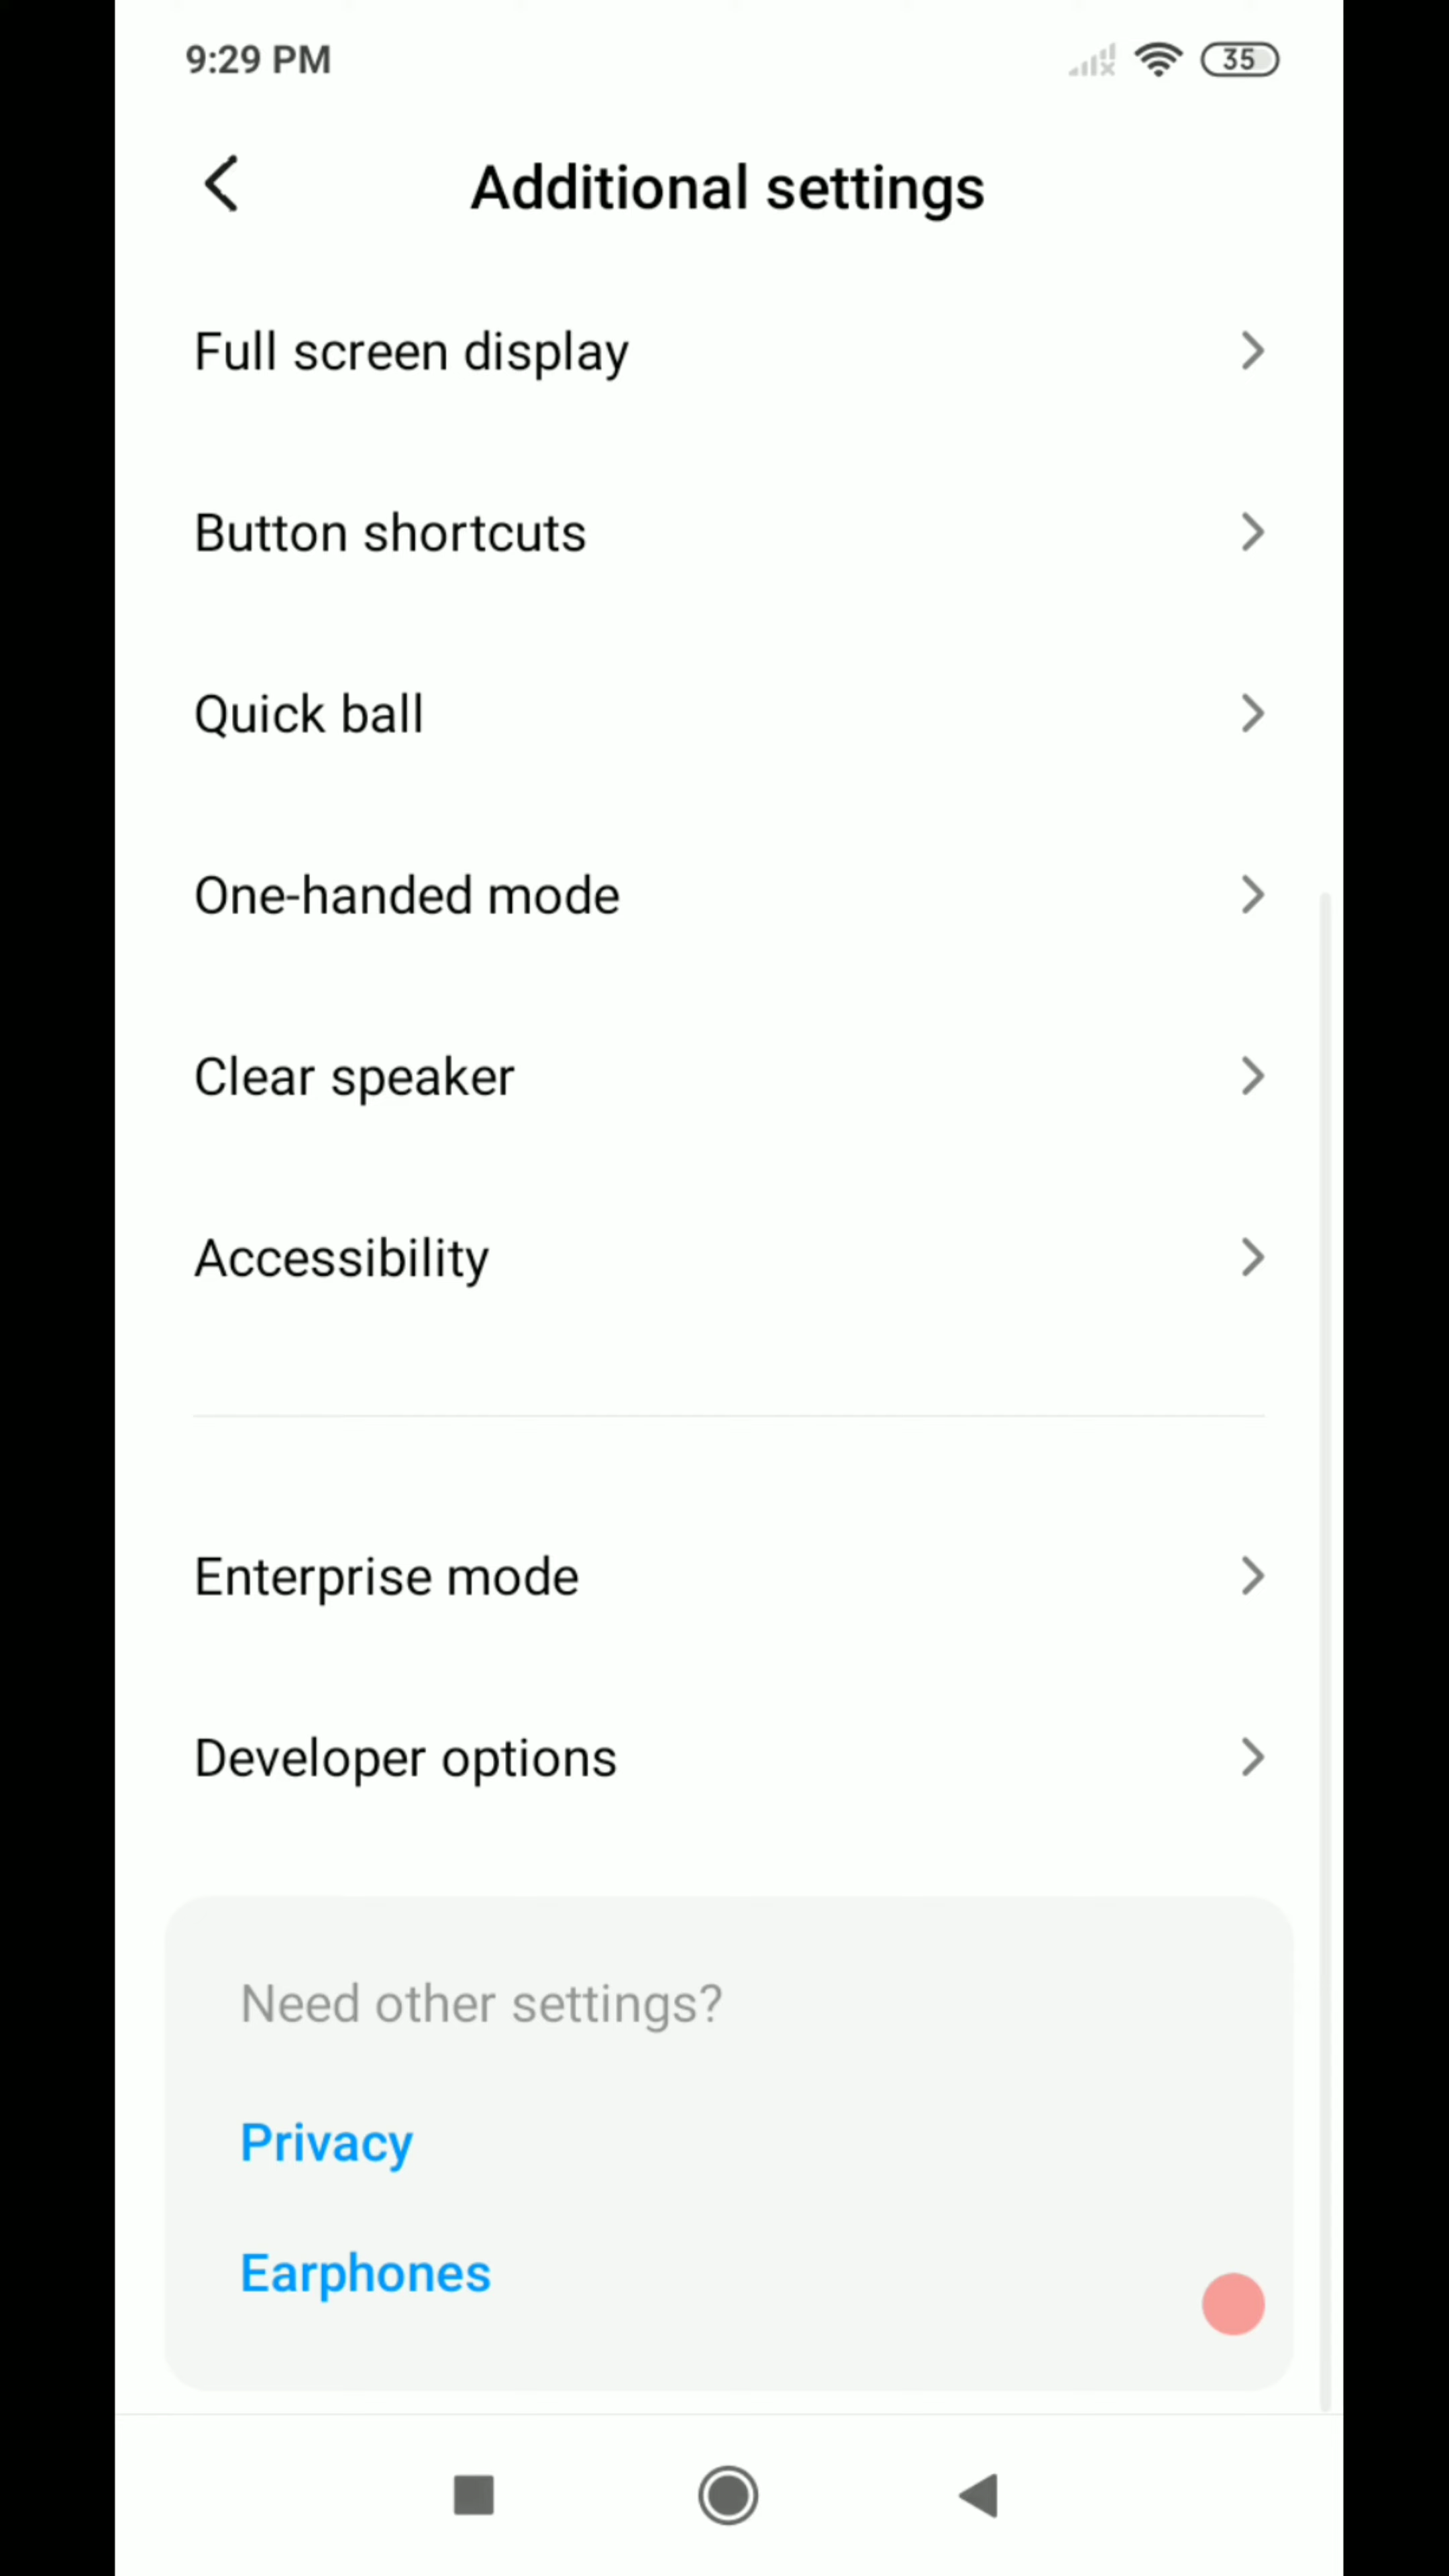 9:29 PM
35
Additional settings
Full screen display
Button shortcuts
Quick ball
One-handed mode
Clear speaker
Accessibility
Enterprise mode
Developer options
Need other settings?
Privacy
Earphones